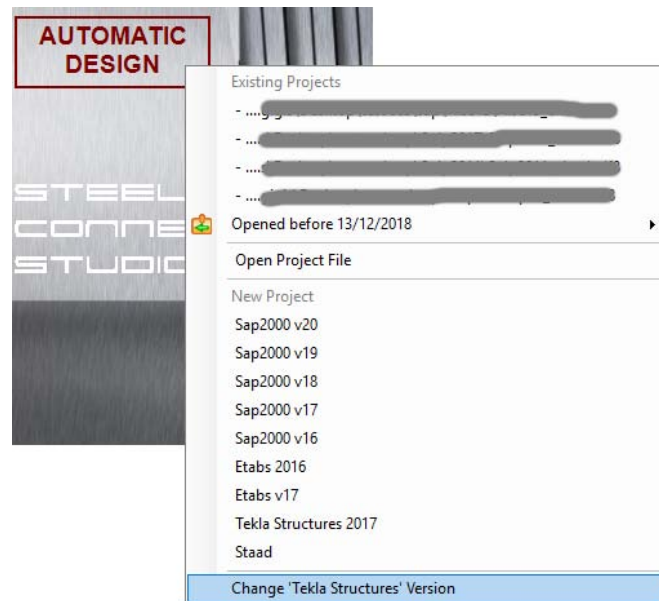 AUTOMATIC
DESIGN
STEEL
CONNE
STUDIO
Existing Projects
- ....
- ....
- ....
- ....
Opened before 13/12/2018
Open Project File
New Project
Sap2000 v20
Sap2000 v19
Sap2000 v18
Sap2000 v17
Sap2000 v16
Etabs 2016
Etabs v17
Tekla Structures 2017
Staad
Change 'Tekla Structures' Version